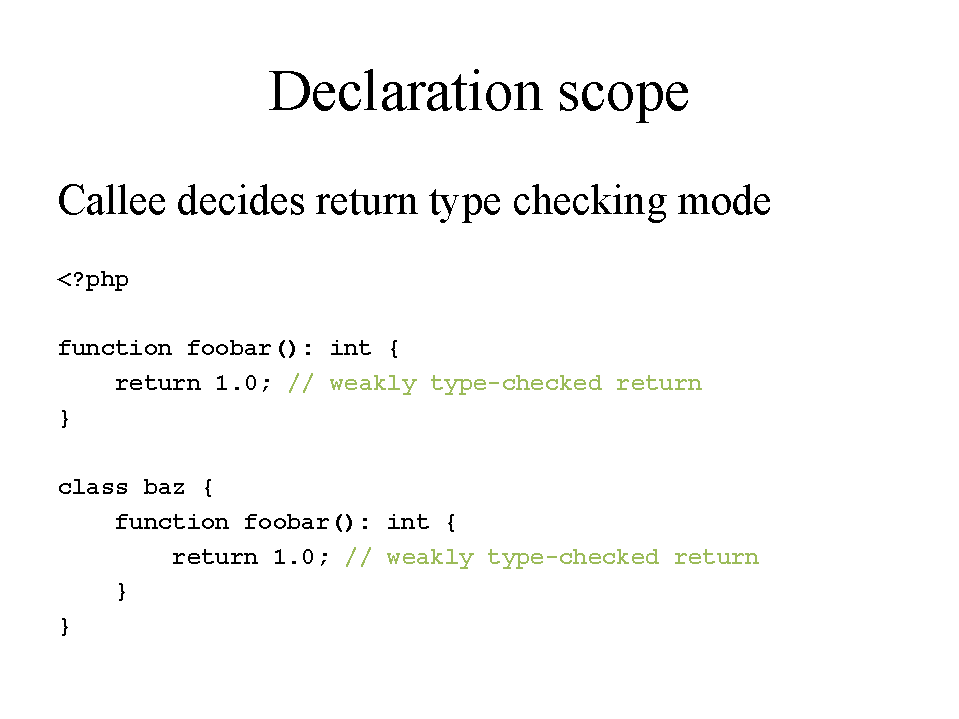 Declaration scope
Callee decides return type checking mode
<?php
function foobar(): int {
    return 1.0; // weakly type-checked return
}
class baz {
    function foobar(): int {
        return 1.0; // weakly type-checked return
    }
}